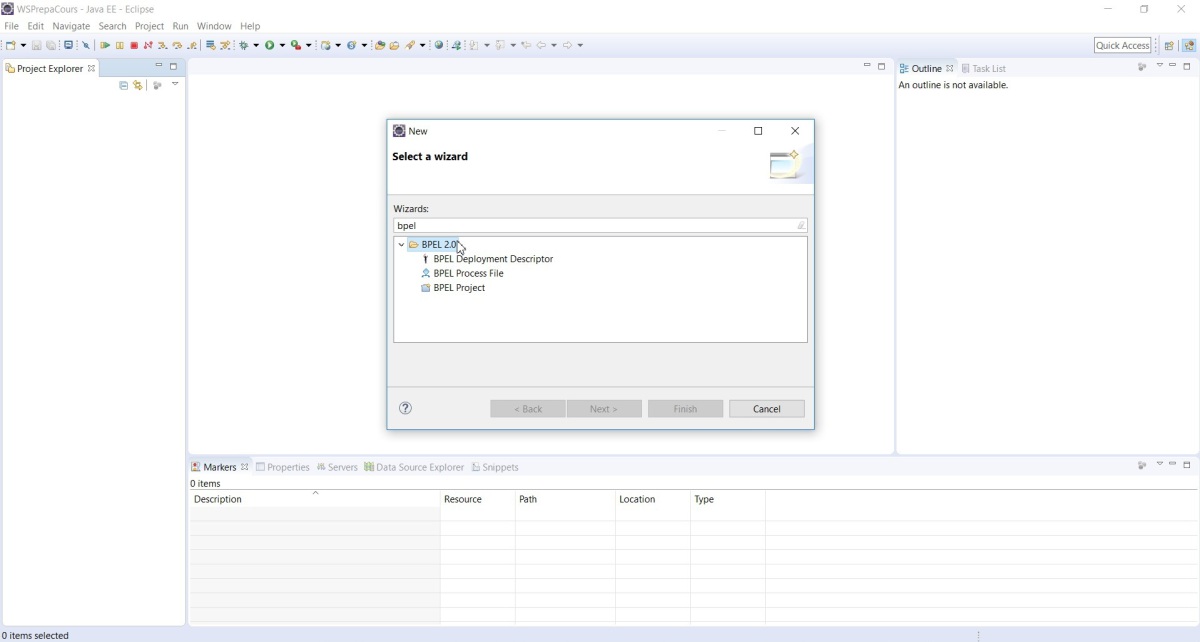 WSPrepaCours - Java EE - Eclipse
File Edit Navigate Search Project Run Window Help
Quick Access
Project Explorer
Outline Task List
An outline is not available.
New
Select a wizard
Wizards:
bpel
BPEL 2.0
BPEL Deployment Descriptor
BPEL Process File
BPEL Project
? < Back Next > Finish Cancel
Markers Properties Servers Data Source Explorer Snippets
0 items
Description Resource Path Location Type
0 items selected